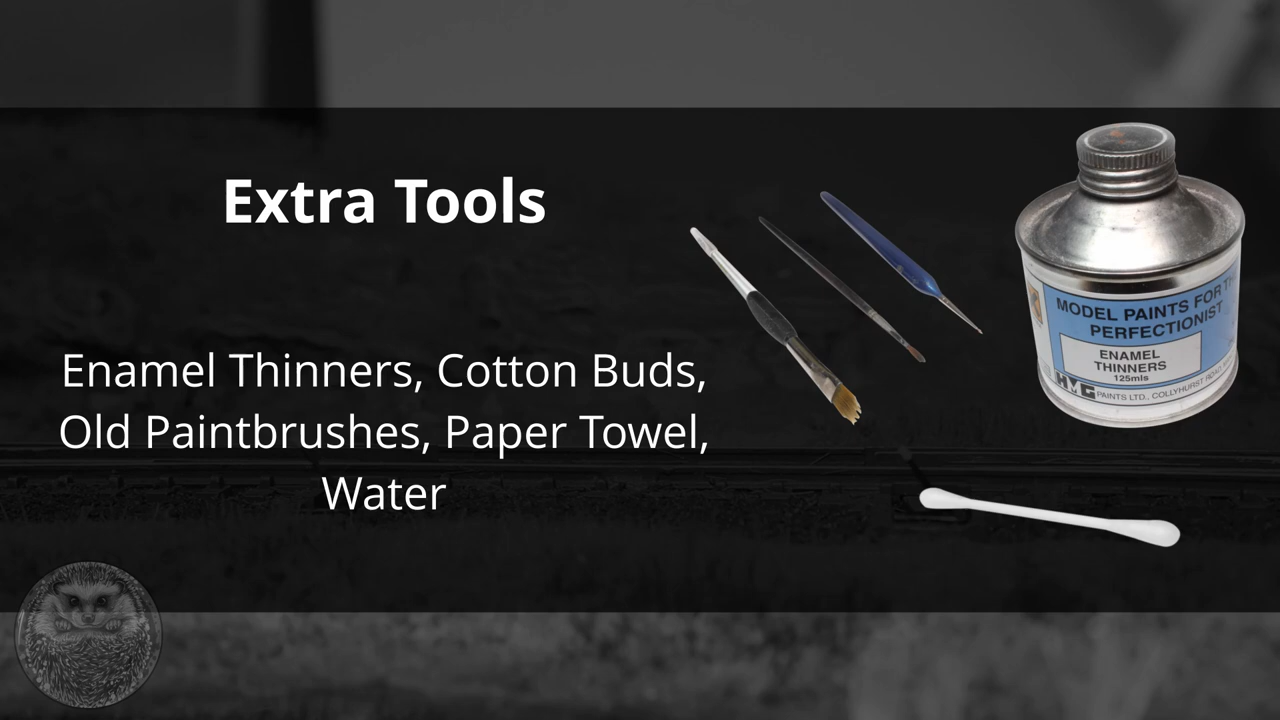 Extra Tools
Enamel Thinners, Cotton Buds,
Old Paintbrushes, Paper Towel,
Water
MODEL PAINTS FOR
PERFECTIONIST
ENAMEL
THINNERS
125mls
HMG PAINTS LTD., COLLYHURST ROAD,